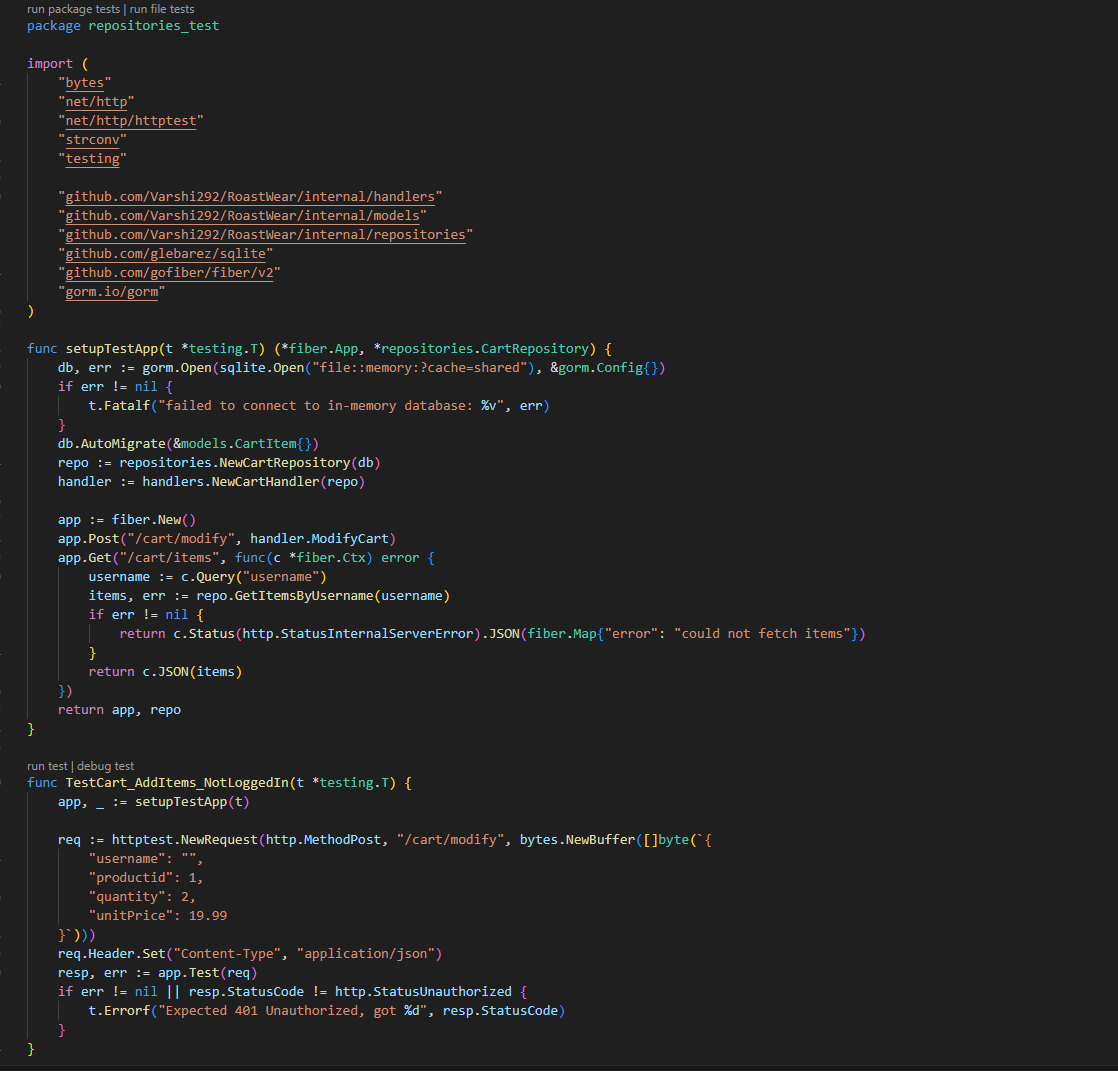 run package tests | run file tests
package repositories_test
import (
"bytes"
"net/http"
"net/http/httptest"
"strconv"
"testing"
"github.com/Varshi292/RoastWear/internal/handlers"
"github.com/Varshi292/RoastWear/internal/models"
"github.com/Varshi292/RoastWear/internal/repositories"
"github.com/glebarez/sqlite"
"github.com/gofiber/fiber/v2"
"gorm.io/gorm"
)
func setupTestApp(t *testing.T) (*fiber.App, *repositories.CartRepository) {
db, err := gorm.Open(sqlite.Open("file::memory:?cache=shared"), &gorm.Config{})
if err != nil {
t.Fatalf("failed to connect to in-memory database: %v", err)
}
db.AutoMigrate(&models.CartItem{})
repo := repositories.NewCartRepository(db)
handler := handlers.NewCartHandler(repo)
app := fiber.New()
app.Post("/cart/modify", handler.ModifyCart)
app.Get("/cart/items", func(c *fiber.Ctx) error {
username := c.Query("username")
items, err := repo.GetItemsByUsername(username)
if err != nil {
return c.Status(http.StatusInternalServerError).JSON(fiber.Map{"error": "could not fetch items"})
}
return c.JSON(items)
})
return app, repo
}
run test | debug test
func TestCart_AddItems_NotLoggedIn(t *testing.T) {
app, _ := setupTestApp(t)
req := httptest.NewRequest(http.MethodPost, "/cart/modify", bytes.NewBuffer([]byte(`{
"username": "",
"productid": 1,
"quantity": 2,
"unitPrice": 19.99
}`)))
req.Header.Set("Content-Type", "application/json")
resp, err := app.Test(req)
if err != nil || resp.StatusCode != http.StatusUnauthorized {
t.Errorf("Expected 401 Unauthorized, got %d", resp.StatusCode)
}
}